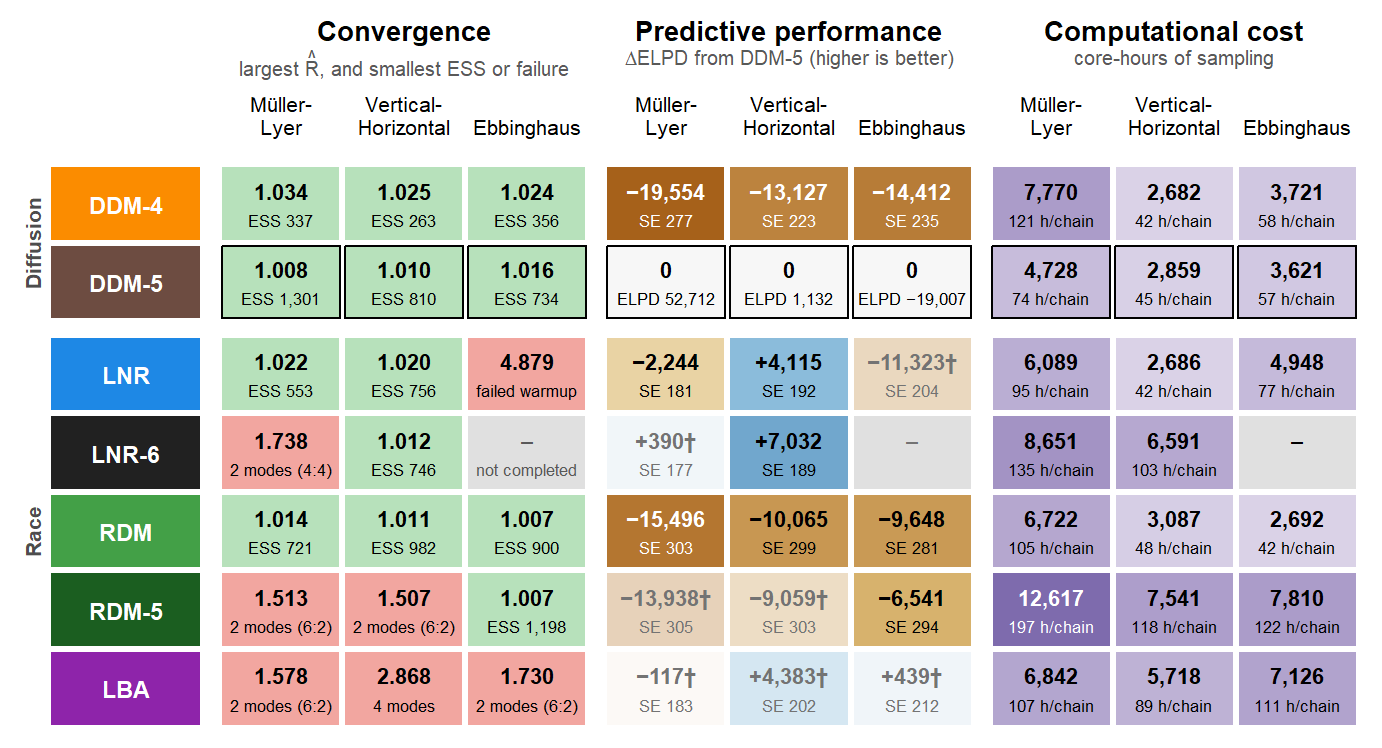 Convergence
largest R̂, and smallest ESS or failure
Predictive performance
ΔELPD from DDM-5 (higher is better)
Computational cost
core-hours of sampling
Müller-
Lyer
Vertical-
Horizontal
Ebbinghaus
Müller-
Lyer
Vertical-
Horizontal
Ebbinghaus
Müller-
Lyer
Vertical-
Horizontal
Ebbinghaus
Diffusion
DDM-4
1.034 1.025 1.024 −19,554 −13,127 −14,412 7,770 2,682 3,721
ESS 337 ESS 263 ESS 356 SE 277 SE 223 SE 235 121 h/chain 42 h/chain 58 h/chain
DDM-5
1.008 1.010 1.016 0 0 0 4,728 2,859 3,621
ESS 1,301 ESS 810 ESS 734 ELPD 52,712 ELPD 1,132 ELPD −19,007 74 h/chain 45 h/chain 57 h/chain
Race
LNR
1.022 1.020 4.879 −2,244 +4,115 −11,323† 6,089 2,686 4,948
ESS 553 ESS 756 failed warmup SE 181 SE 192 SE 204 95 h/chain 42 h/chain 77 h/chain
LNR-6
1.738 1.012 – +390† +7,032 – 8,651 6,591 –
2 modes (4:4) ESS 746 not completed SE 177 SE 189 135 h/chain 103 h/chain
RDM
1.014 1.011 1.007 −15,496 −10,065 −9,648 6,722 3,087 2,692
ESS 721 ESS 982 ESS 900 SE 303 SE 299 SE 281 105 h/chain 48 h/chain 42 h/chain
RDM-5
1.513 1.507 1.007 −13,938† −9,059† −6,541 12,617 7,541 7,810
2 modes (6:2) 2 modes (6:2) ESS 1,198 SE 305 SE 303 SE 294 197 h/chain 118 h/chain 122 h/chain
LBA
1.578 2.868 1.730 −117† +4,383† +439† 6,842 5,718 7,126
2 modes (6:2) 4 modes 2 modes (6:2) SE 183 SE 202 SE 212 107 h/chain 89 h/chain 111 h/chain